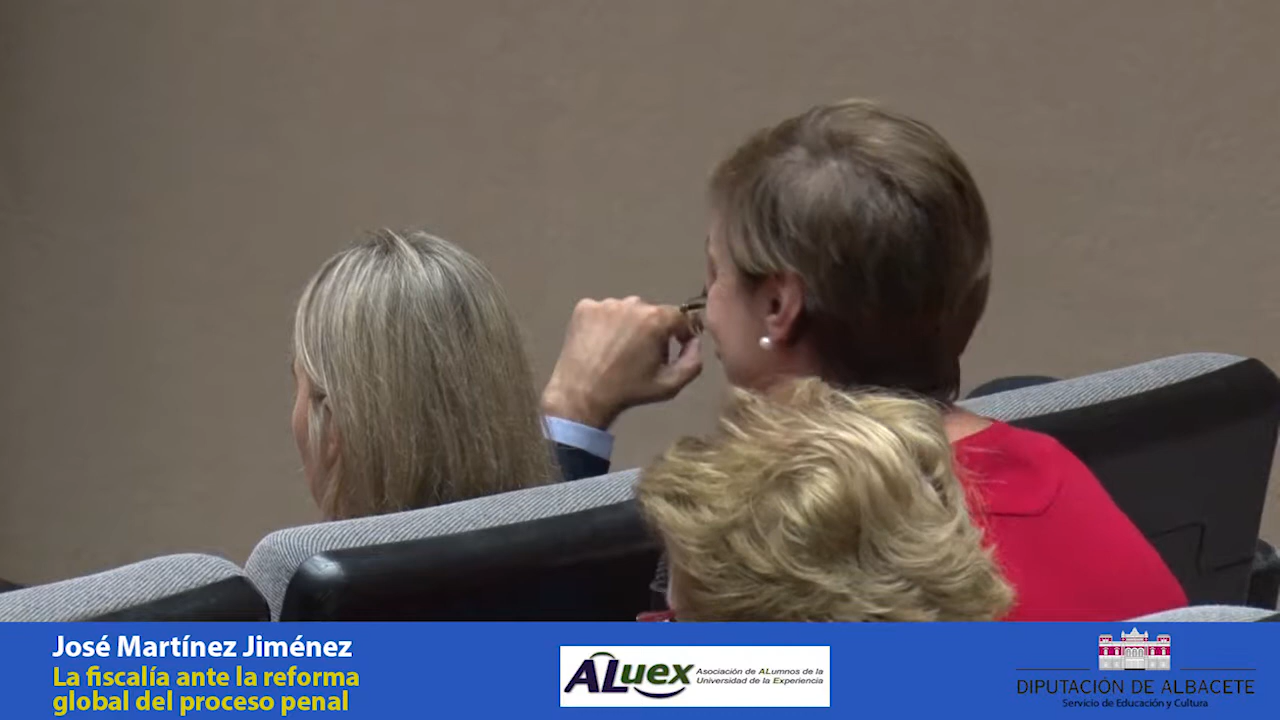 José Martínez Jiménez
La fiscalía ante la reforma
global del proceso penal
ALUEX
Asociación de ALumnos de la
Universidad de la Experiencia
DIPUTACIÓN DE ALBACETE
Servicio de Educación y Cultura